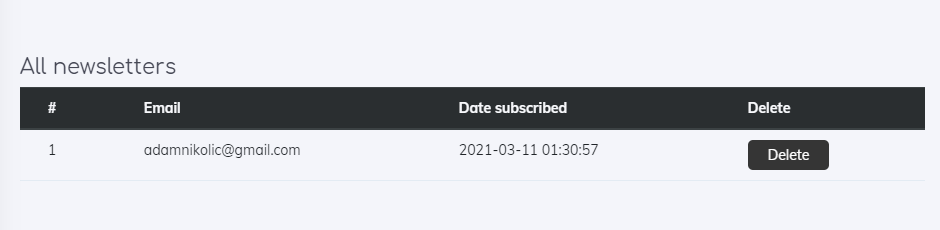 All newsletters
# Email Date subscribed Delete
1 adamnikolic@gmail.com 2021-03-11 01:30:57 Delete